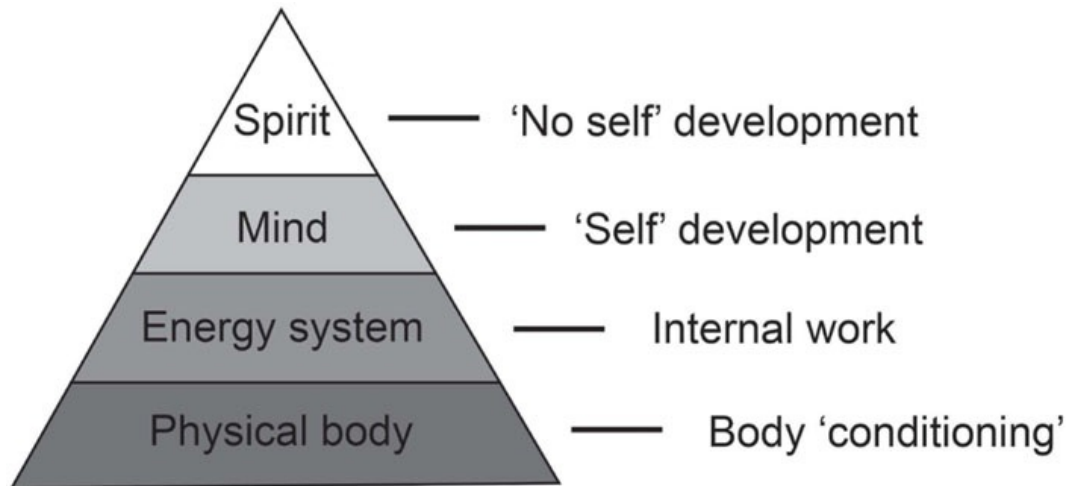 Spirit ‘No self’ development
Mind ‘Self’ development
Energy system Internal work
Physical body Body ‘conditioning’